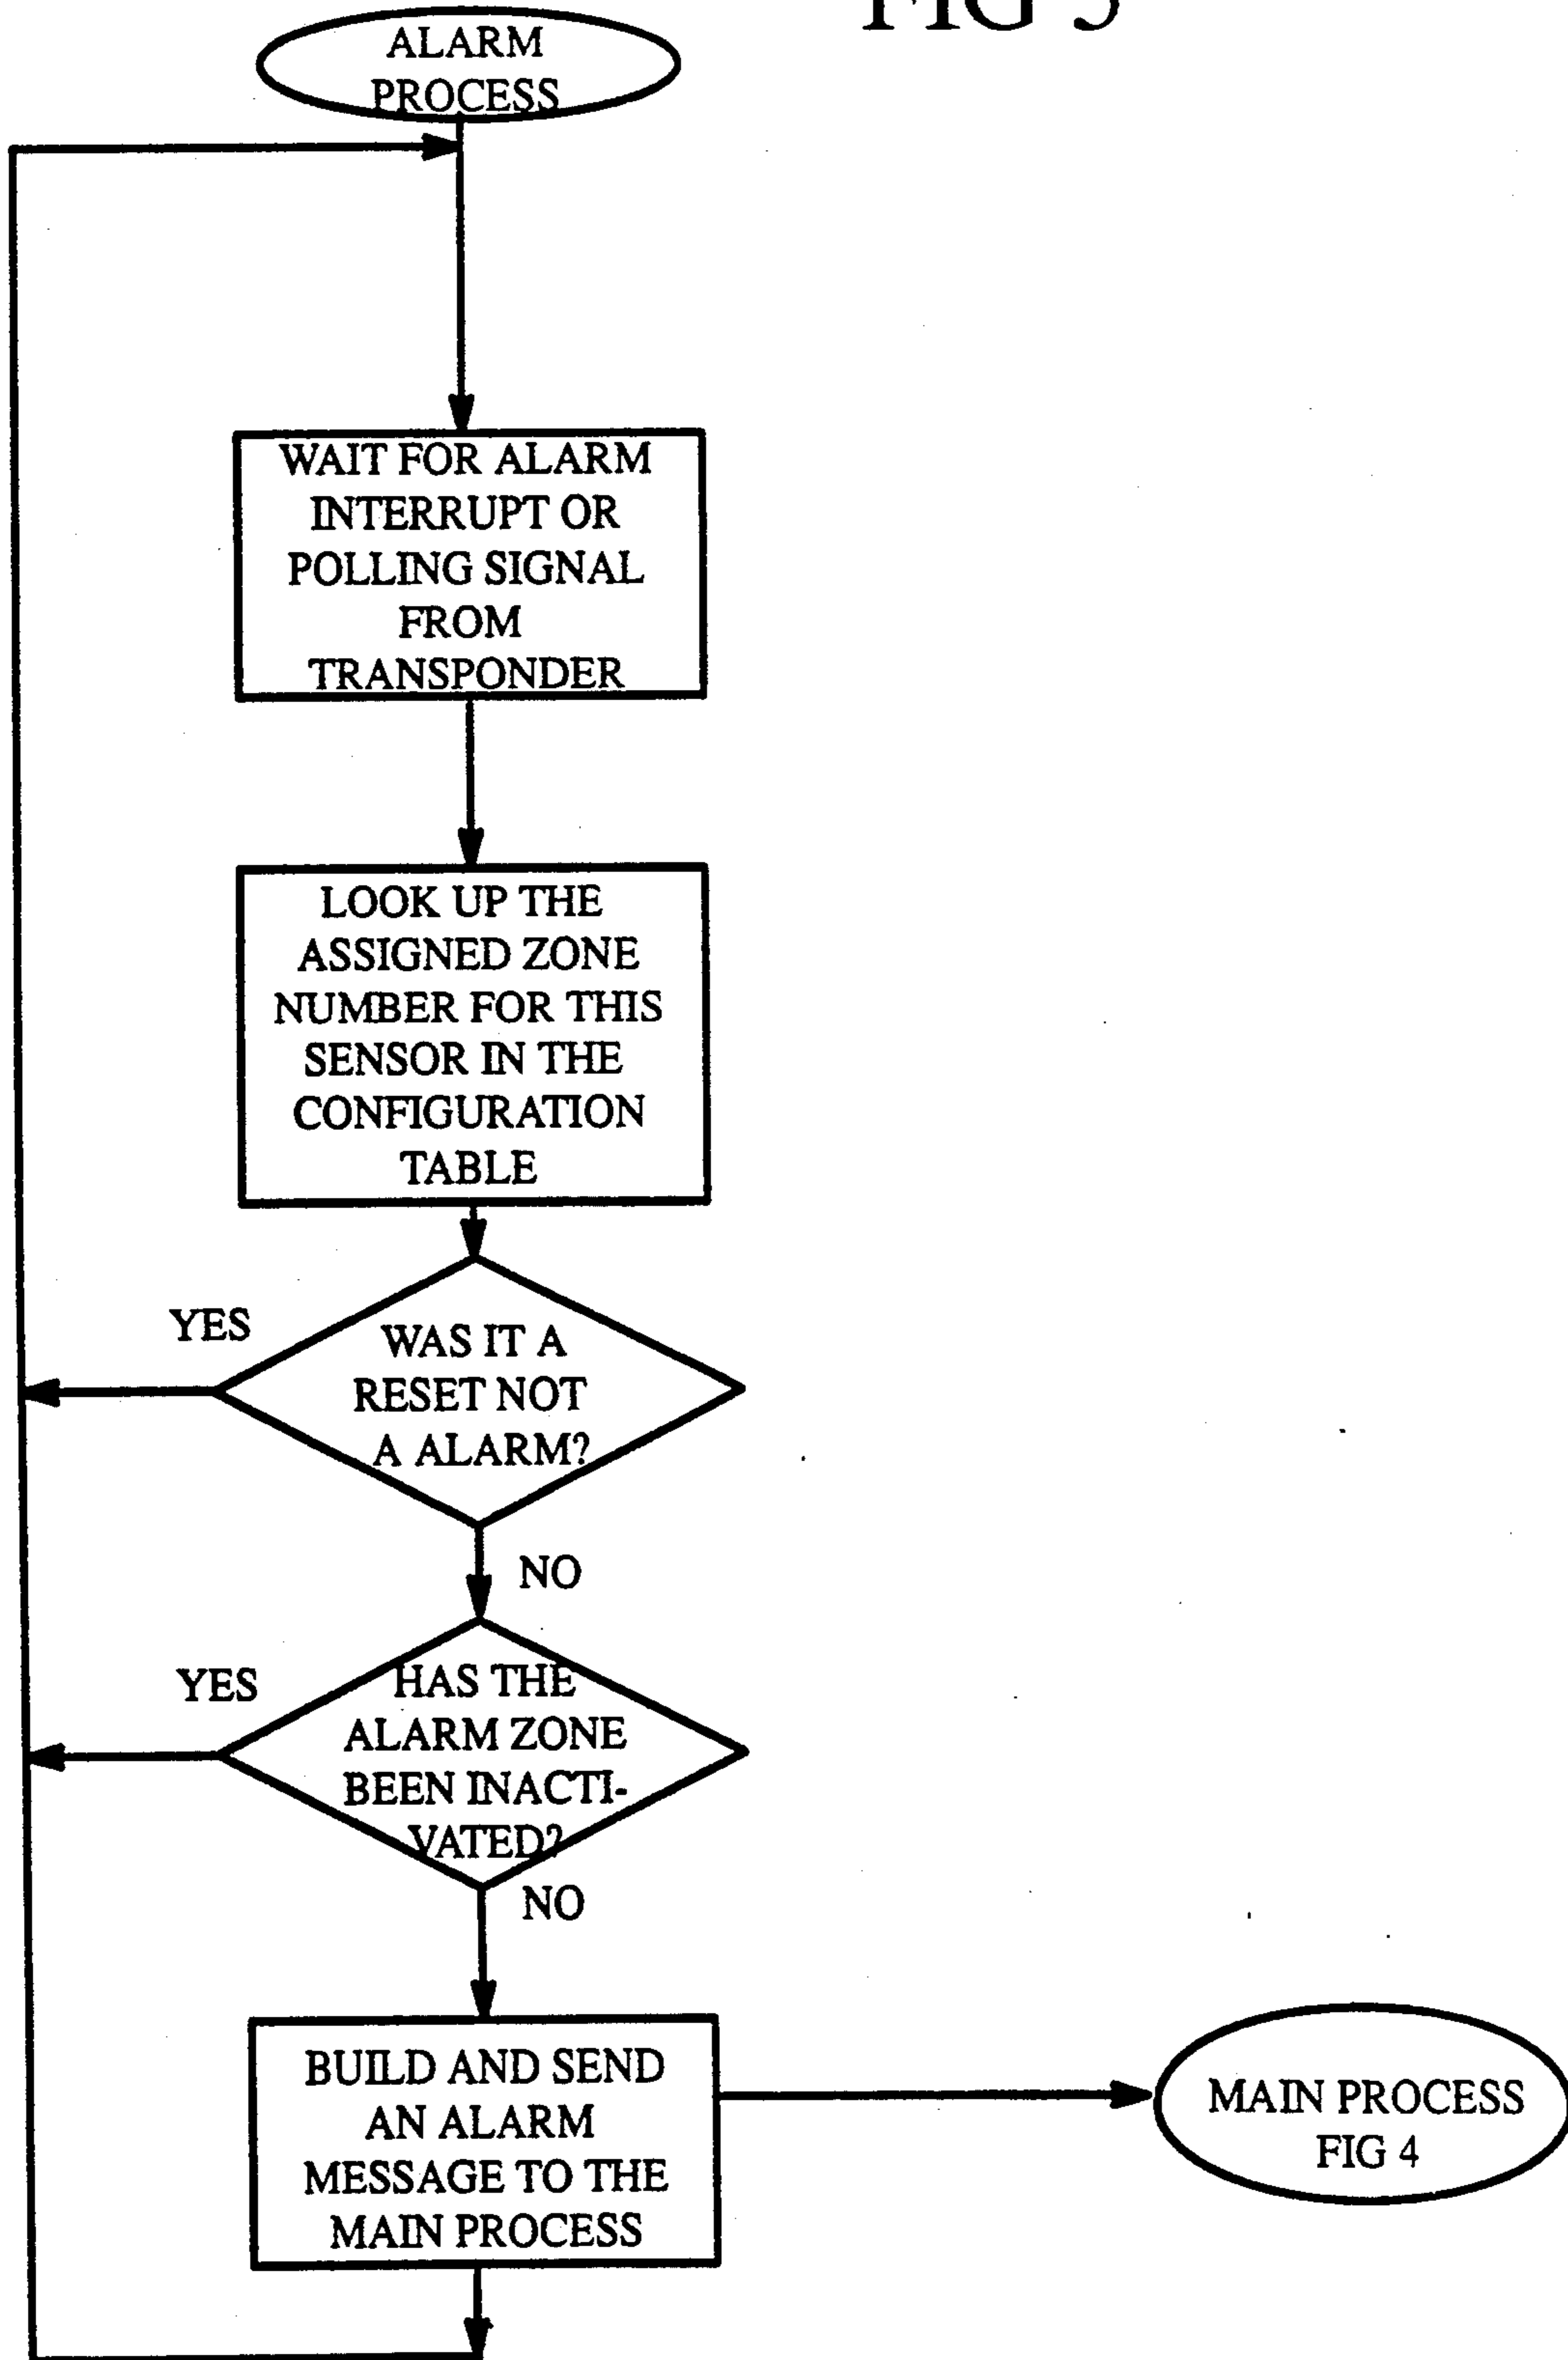 FIG 5
ALARM
PROCESS
WAIT FOR ALARM
INTERRUPT OR
POLLING SIGNAL
FROM
TRANSPONDER
LOOK UP THE
ASSIGNED ZONE
NUMBER FOR THIS
SENSOR IN THE
CONFIGURATION
TABLE
YES
WAS IT A
RESET NOT
A ALARM?
NO
YES
HAS THE
ALARM ZONE
BEEN INACTI-
VATED?
NO
BUILD AND SEND
AN ALARM
MESSAGE TO THE
MAIN PROCESS
MAIN PROCESS
FIG 4